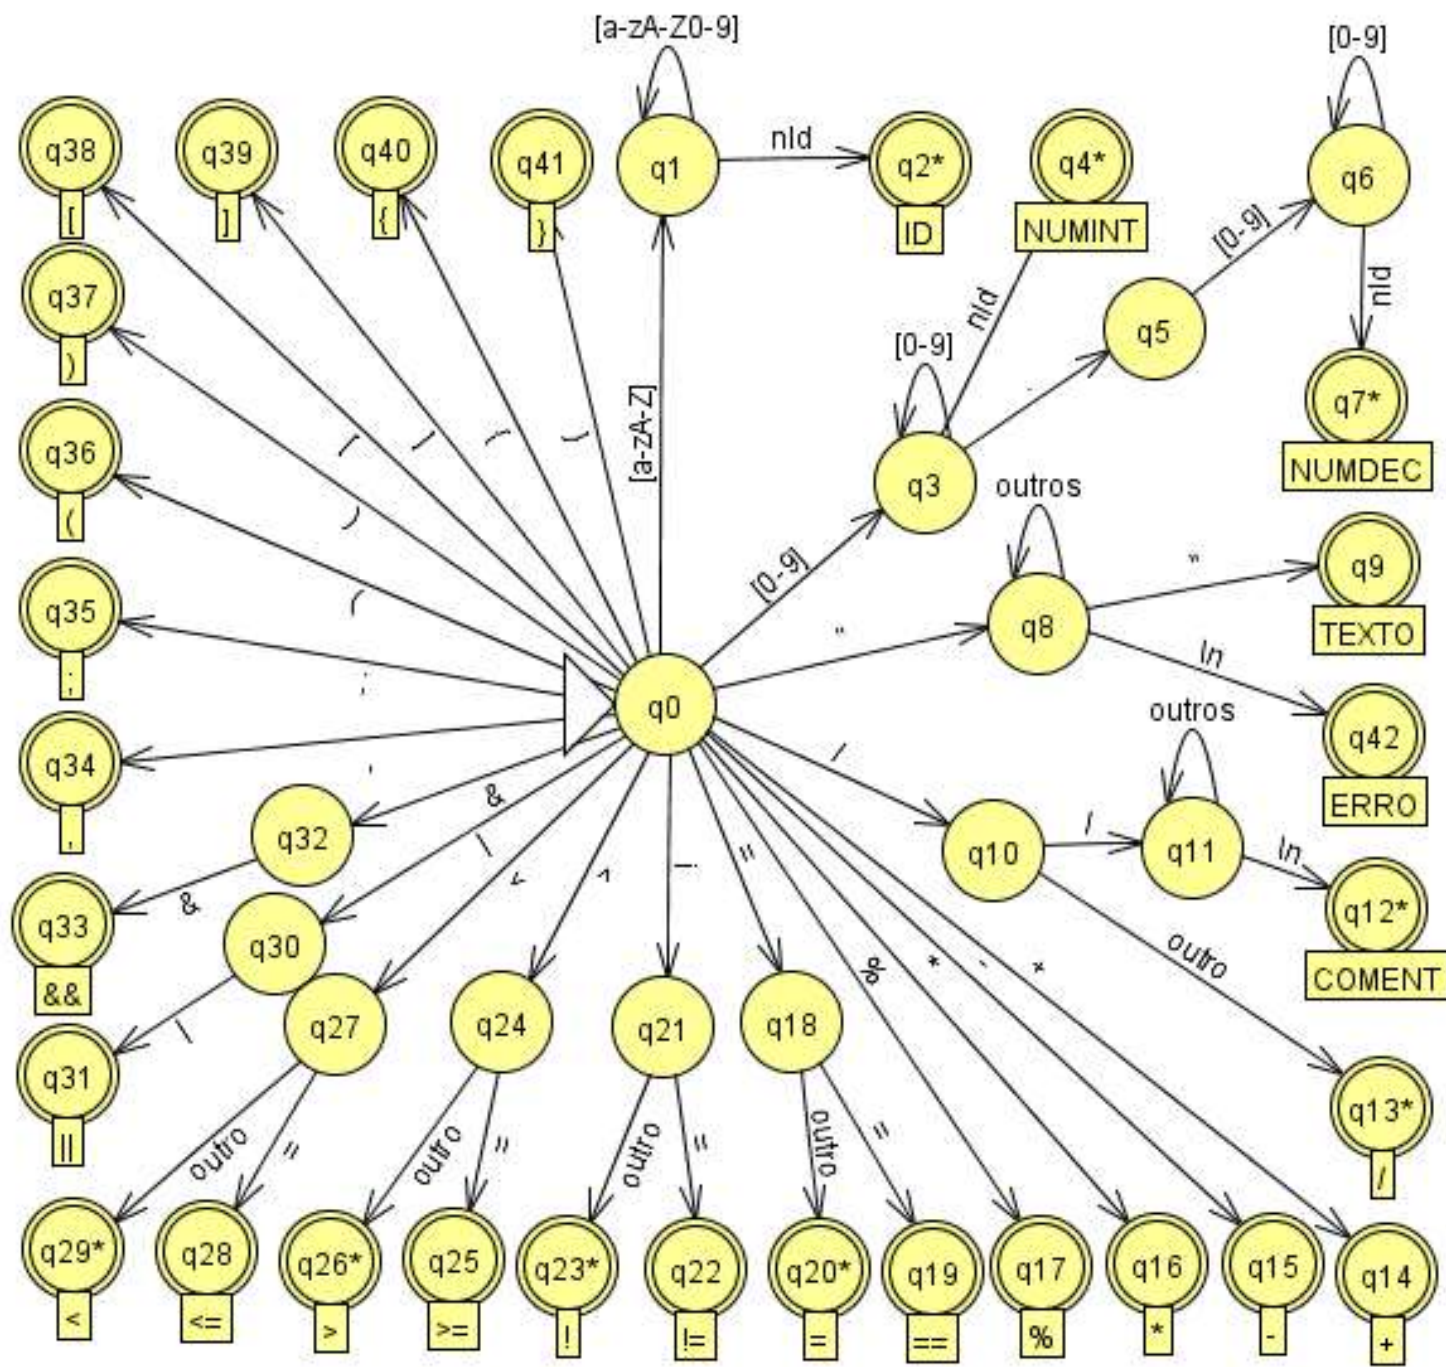 [a-zA-Z0-9]
[0-9]
q38
q39
q40
q41
q1
nld
q2*
q4*
q6
[
]
{
}
ID
NUMINT
[0-9]
q37
)
q5
nld
nld
[0-9]
.
q7*
NUMDEC
q36
(
[
]
{
}
[a-zA-Z]
q3
outros
)
[0-9]
"
q9
TEXTO
q35
;
(
"
q8
\n
;
q0
outros
q42
ERRO
q34
,
,
&
/
q32
|
q10
/
q11
\n
q12*
COMENT
<
>
!
=
q33
&&
&
q30
%
*
-
+
outro
q31
||
|
q27
q24
q21
q18
q13*
/
outro
=
outro
=
outro
=
outro
=
q29*
q28
q26*
q25
q23*
q22
q20*
q19
q17
q16
q15
q14
<
<=
>
>=
!
!=
=
==
%
*
-
+